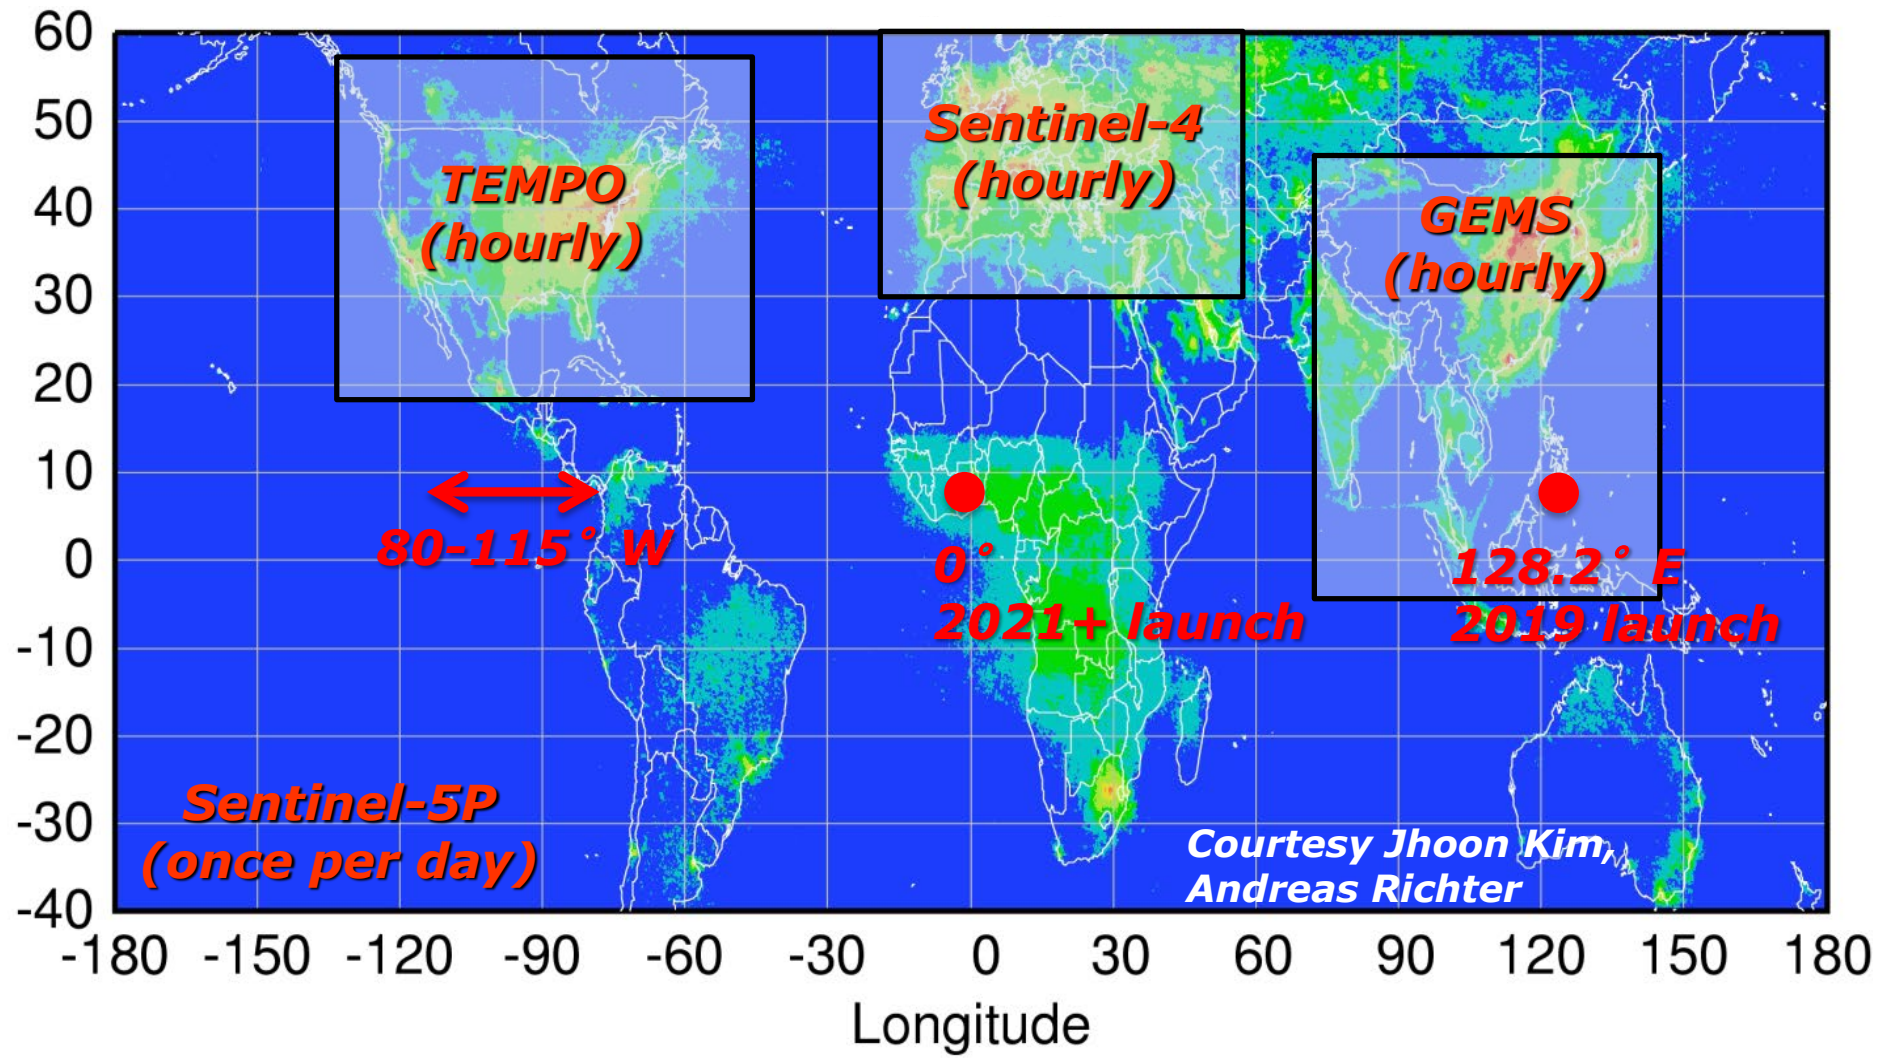 60
50
40
30
20
10
0
-10
-20
-30
-40
TEMPO
(hourly)
Sentinel-4
(hourly)
GEMS
(hourly)
80-115° W
0°
2021+ launch
128.2° E
2019 launch
Sentinel-5P
(once per day)
Courtesy Jhoon Kim,
Andreas Richter
-180 -150 -120 -90 -60 -30 0 30 60 90 120 150 180
Longitude